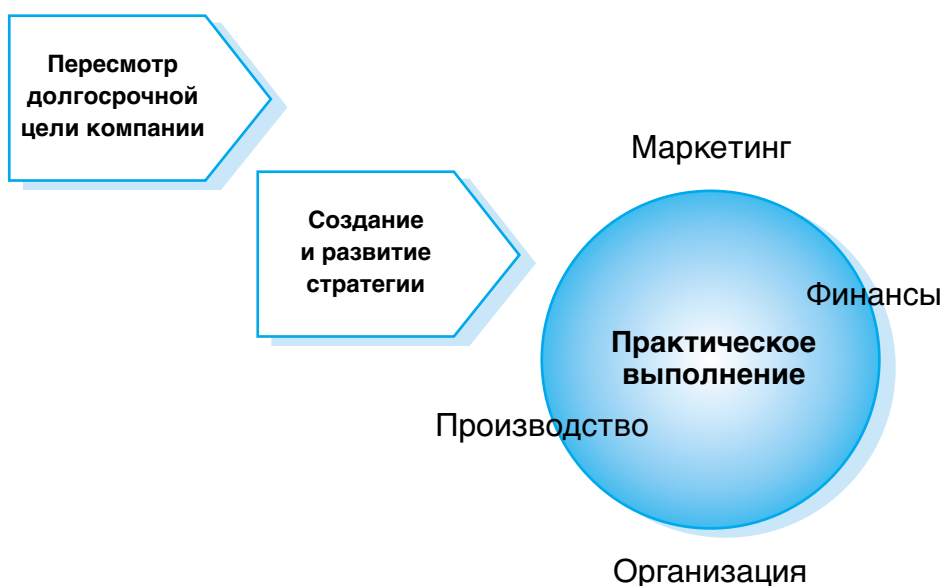 Пересмотр
долгосрочной
цели компании
Создание
и развитие
стратегии
Маркетинг
Финансы
Практическое
выполнение
Производство
Организация